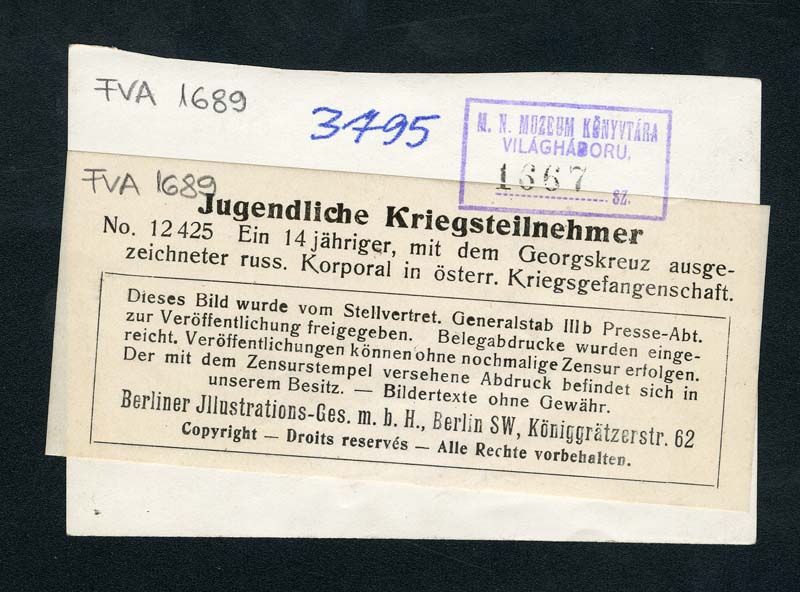 FVA 1689
3795
M. N. MUZEUM KÖNYVTÁRA
VILÁGHÁBORU.
1667 sz.
FVA 1689
Jugendliche Kriegsteilnehmer
No. 12425 Ein 14jähriger, mit dem Georgskreuz ausge-
zeichneter russ. Korporal in österr. Kriegsgefangenschaft.
Dieses Bild wurde vom Stellvertret. Generalstab IIIb Presse-Abt.
zur Veröffentlichung freigegeben. Belegabdrucke wurden einge-
reicht. Veröffentlichungen können ohne nochmalige Zensur erfolgen.
Der mit dem Zensurstempel versehene Abdruck befindet sich in
unserem Besitz. — Bildertexte ohne Gewähr.
Berliner Jllustrations-Ges. m. b. H., Berlin SW, Königgrätzerstr. 62
Copyright — Droits reservés — Alle Rechte vorbehalten.